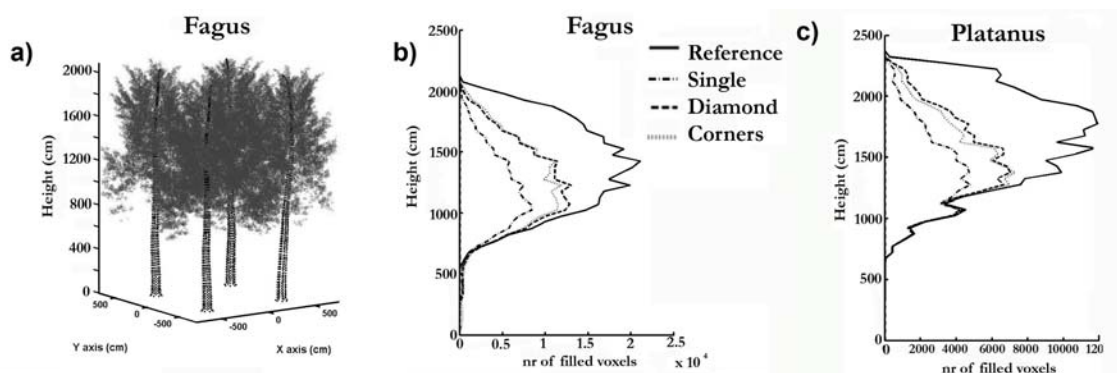 Fagus
a)
2000
1600
1200
800
400
0
Height (cm)
500
0
-500
Y axis (cm)
-500
0
500
X axis (cm)
b)
Fagus
2500
2000
1500
1000
500
0
Height (cm)
0
0.5
1
1.5
2
2.5
x 10⁴
nr of filled voxels
Reference
Single
Diamond
Corners
c)
Platanus
2500
2000
1500
1000
500
0
Height (cm)
0
2000
4000
6000
8000
10000
120
nr of filled voxels